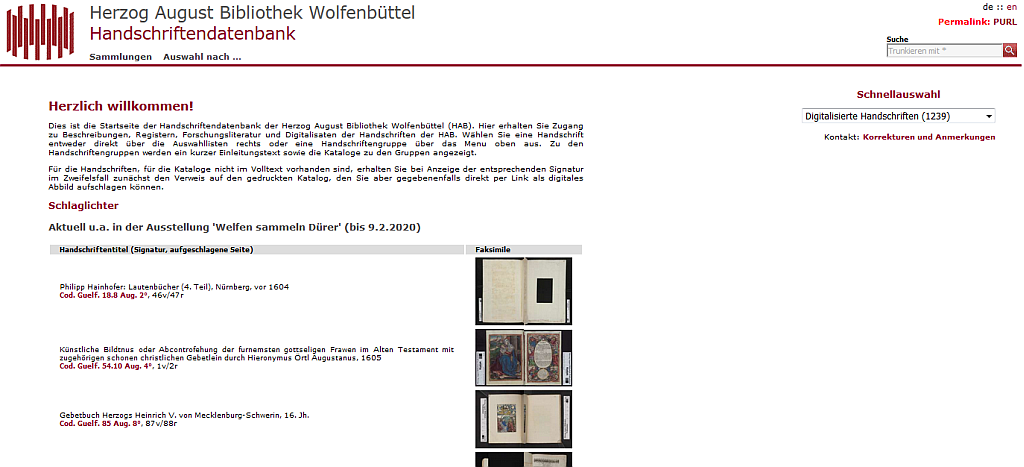 Herzog August Bibliothek Wolfenbüttel
Handschriftendatenbank
Sammlungen Auswahl nach ...
de :: en
Permalink: PURL
Suche
Trunkieren mit *
Herzlich willkommen!
Dies ist die Startseite der Handschriftendatenbank der Herzog August Bibliothek Wolfenbüttel (HAB). Hier erhalten Sie Zugang
zu Beschreibungen, Registern, Forschungsliteratur und Digitalisaten der Handschriften der HAB. Wählen Sie eine Handschrift
entweder direkt über die Auswahllisten rechts oder eine Handschriftengruppe über das Menu oben aus. Zu den
Handschriftengruppen werden ein kurzer Einleitungstext sowie die Kataloge zu den Gruppen angezeigt.
Für die Handschriften, für die Kataloge nicht im Volltext vorhanden sind, erhalten Sie bei Anzeige der entsprechenden Signatur
im Zweifelsfall zunächst den Verweis auf den gedruckten Katalog, den Sie aber gegebenenfalls direkt per Link als digitales
Abbild aufschlagen können.
Schlaglichter
Aktuell u.a. in der Ausstellung 'Welfen sammeln Dürer' (bis 9.2.2020)
Handschriftentitel (Signatur, aufgeschlagene Seite) Faksimile
Philipp Hainhofer: Lautenbücher (4. Teil), Nürnberg, vor 1604
Cod. Guelf. 18.8 Aug. 2°, 46v/47r
Künstliche Bildtnus oder Abcontrofehung der furnemsten gottseligen Frawen im Alten Testament mit
zugehörigen schonen christlichen Gebetlein durch Hieronymus Ortl Augustanus, 1605
Cod. Guelf. 54.10 Aug. 4°, 1v/2r
Gebetbuch Herzogs Heinrich V. von Mecklenburg-Schwerin, 16. Jh.
Cod. Guelf. 85 Aug. 8°, 87v/88r
Schnellauswahl
Digitalisierte Handschriften (1239)
Kontakt: Korrekturen und Anmerkungen